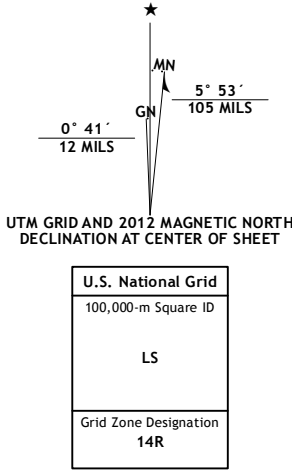 MN
GN
5° 53´
105 MILS
0° 41´
12 MILS
UTM GRID AND 2012 MAGNETIC NORTH
DECLINATION AT CENTER OF SHEET
U.S. National Grid
100,000-m Square ID
LS
Grid Zone Designation
14R